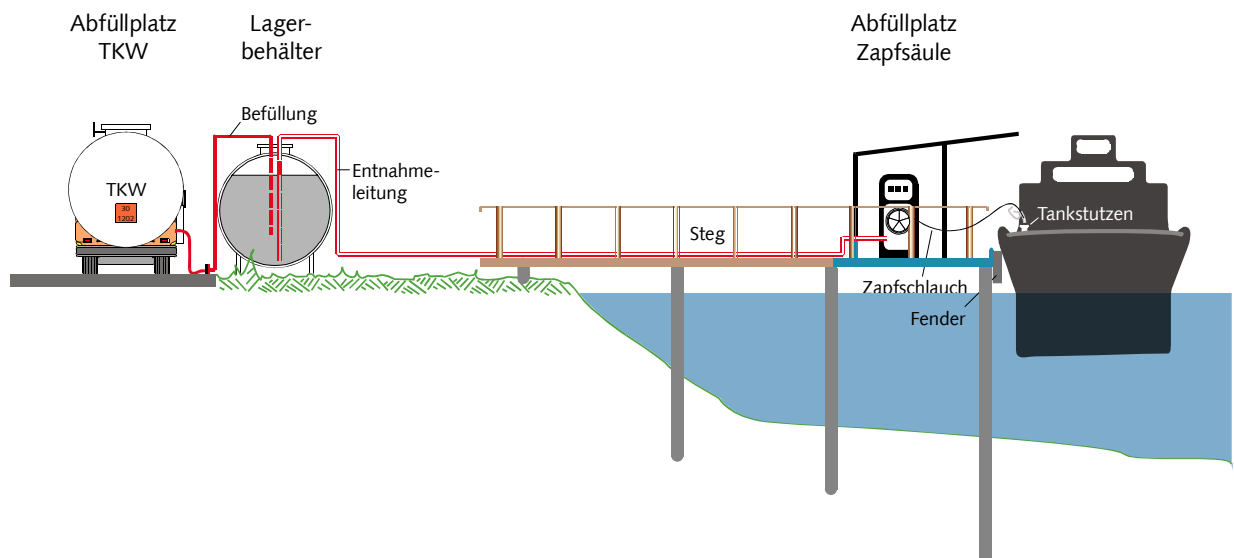 Abfüllplatz
TKW
Lager-
behälter
Abfüllplatz
Zapfsäule
Befüllung
TKW
30
1202
Entnahme-
leitung
Steg
Tankstutzen
Zapfschlauch
Fender